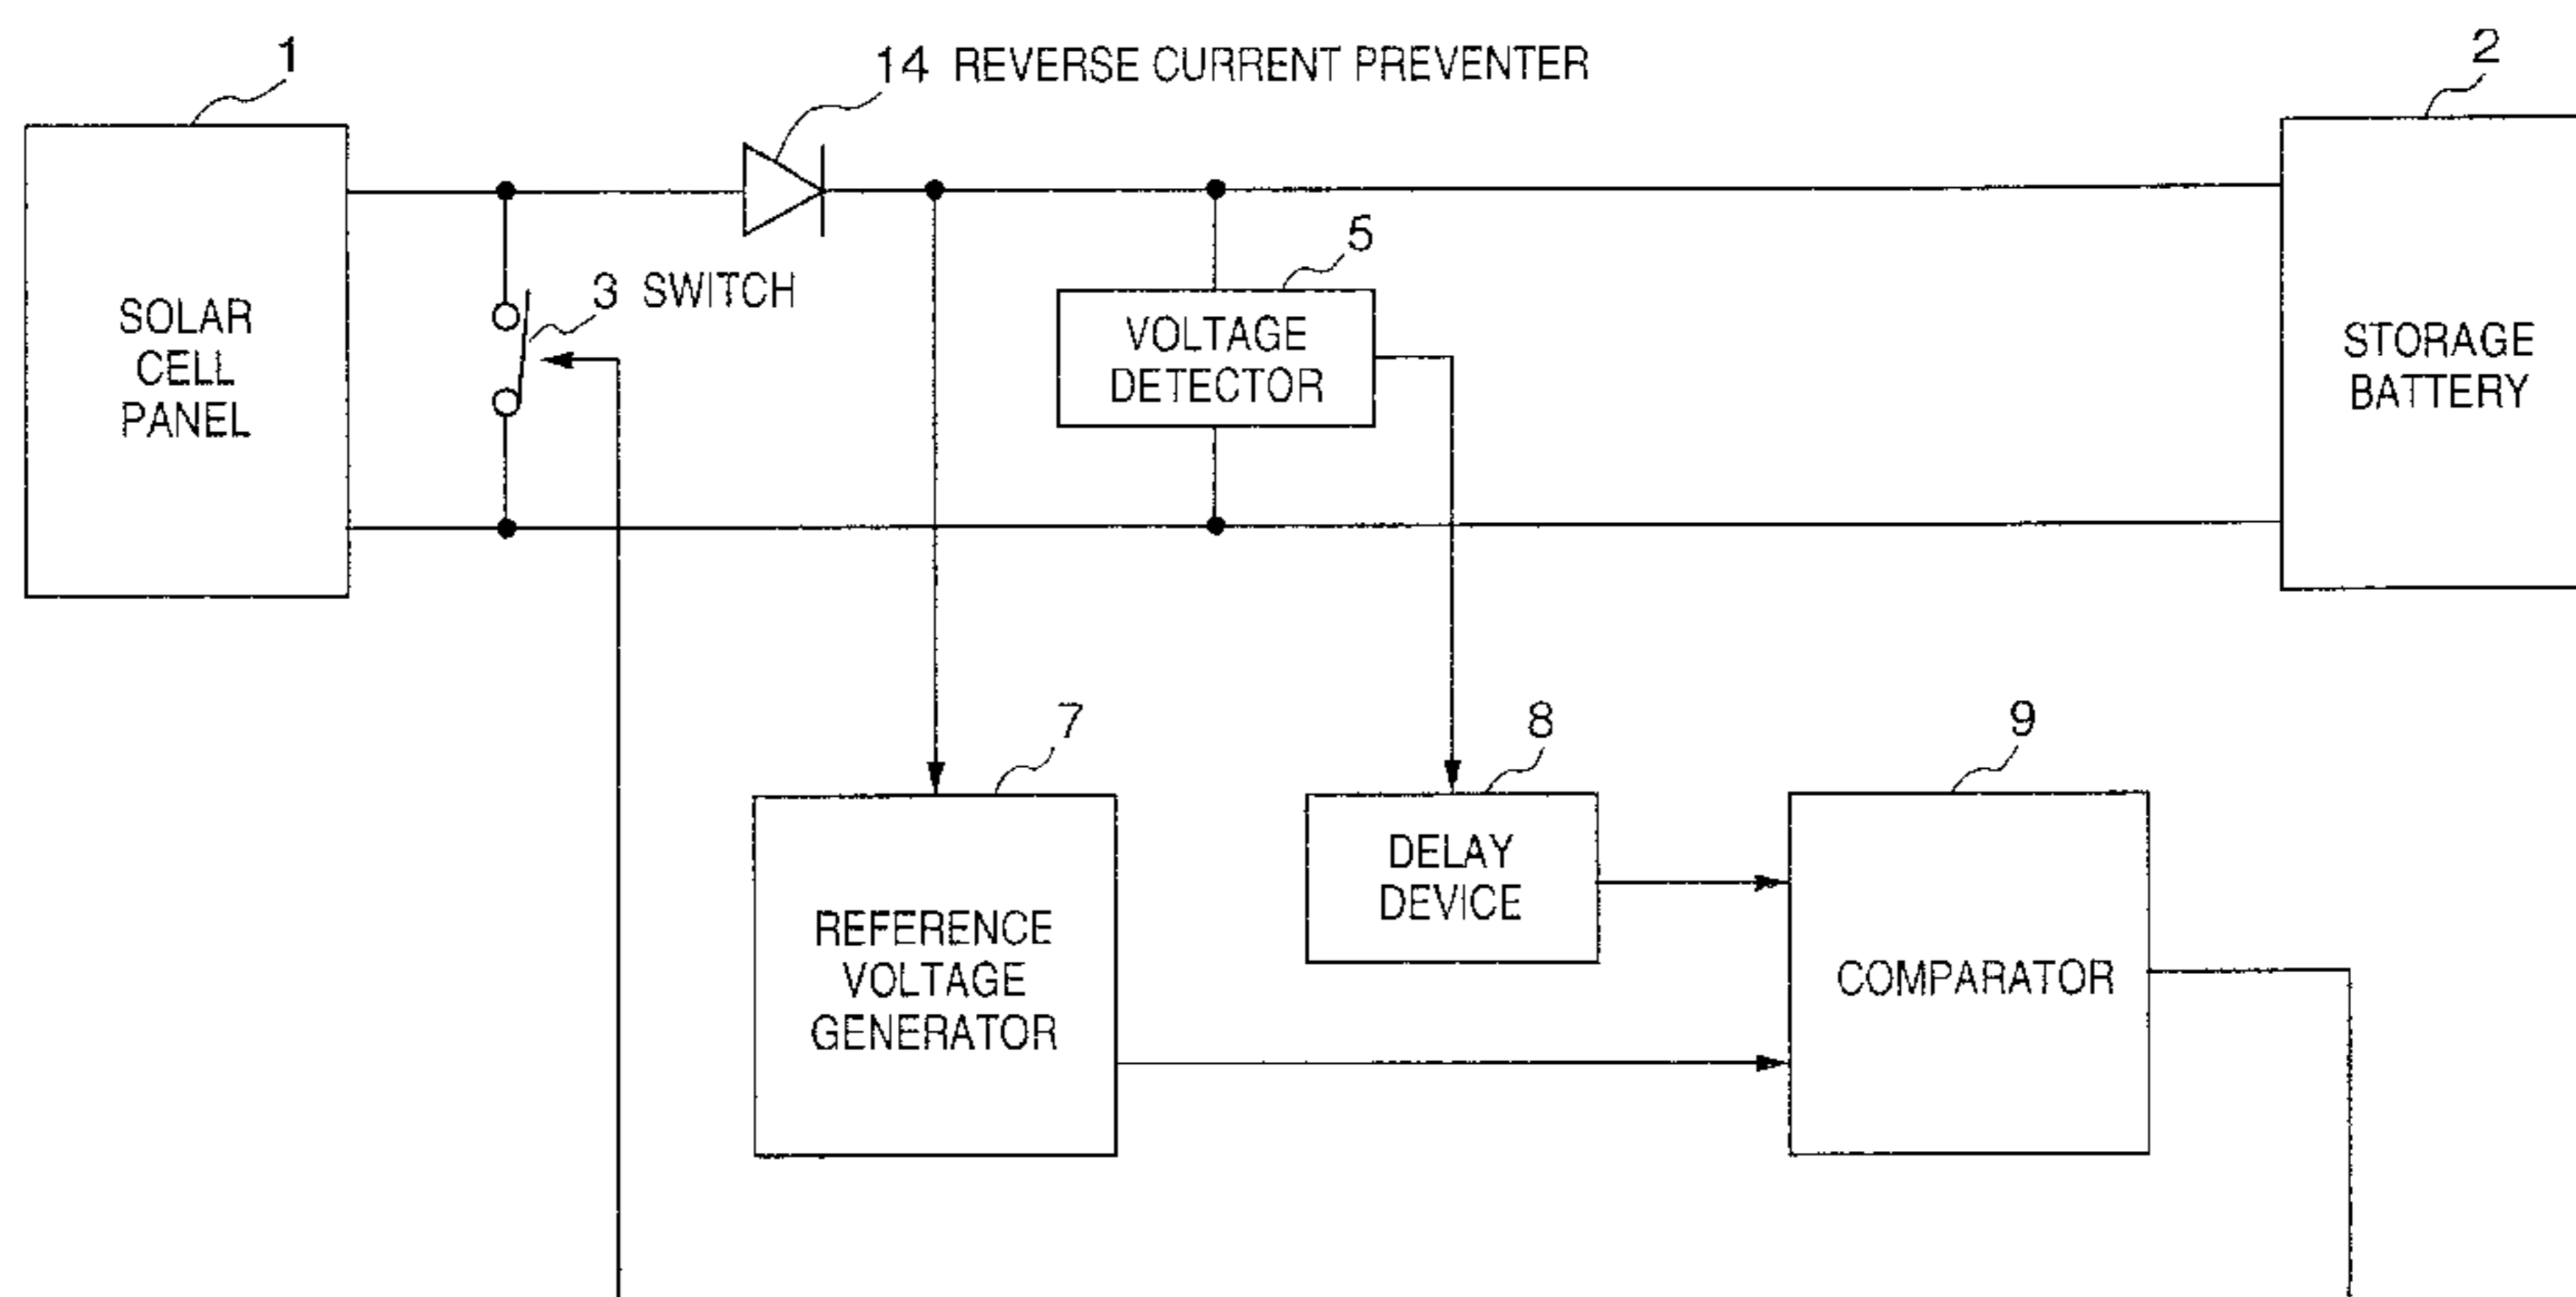 1
14 REVERSE CURRENT PREVENTER
2
5
3 SWITCH
SOLAR
CELL
PANEL
VOLTAGE
DETECTOR
STORAGE
BATTERY
7
8
9
DELAY
DEVICE
REFERENCE
VOLTAGE
GENERATOR
COMPARATOR